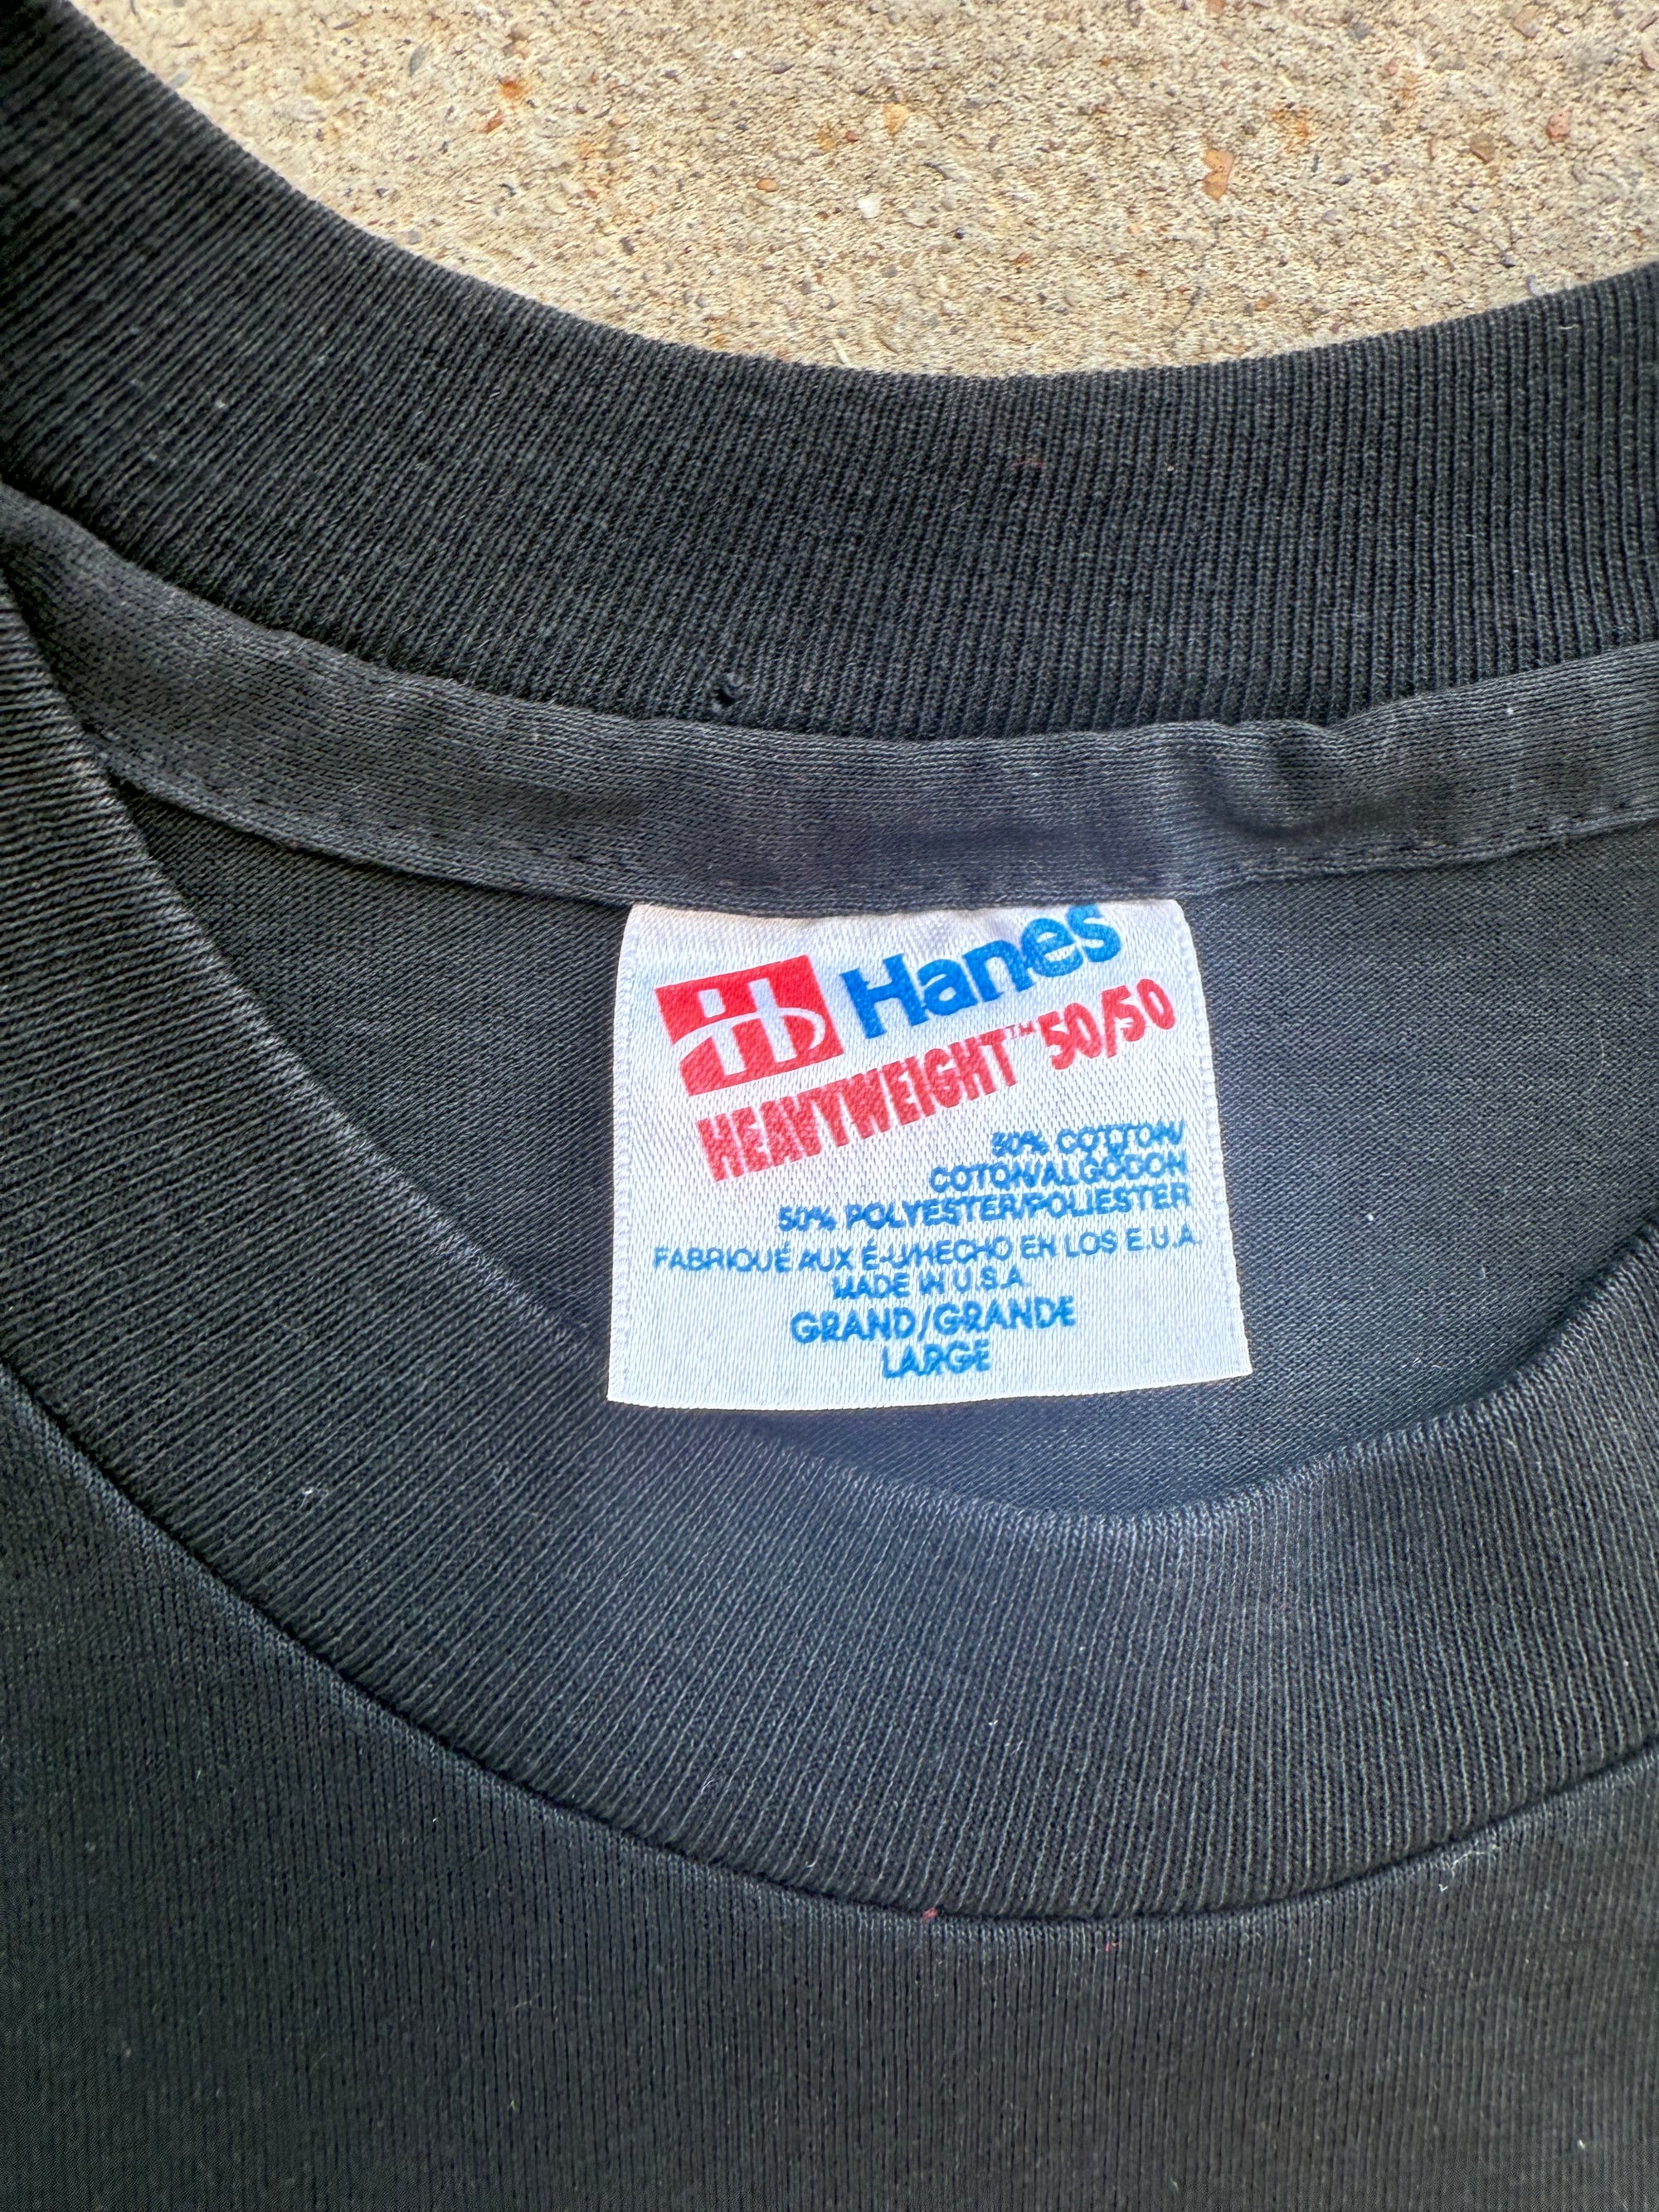 Hanes
HEAVYWEIGHT™ 50/50
50% COTTON/
COTON/ALGODON
50% POLYESTER/POLIESTER
FABRIQUÉ AUX É-U/HECHO EN LOS E.U.A.
MADE IN U.S.A.
GRAND/GRANDE
LARGE